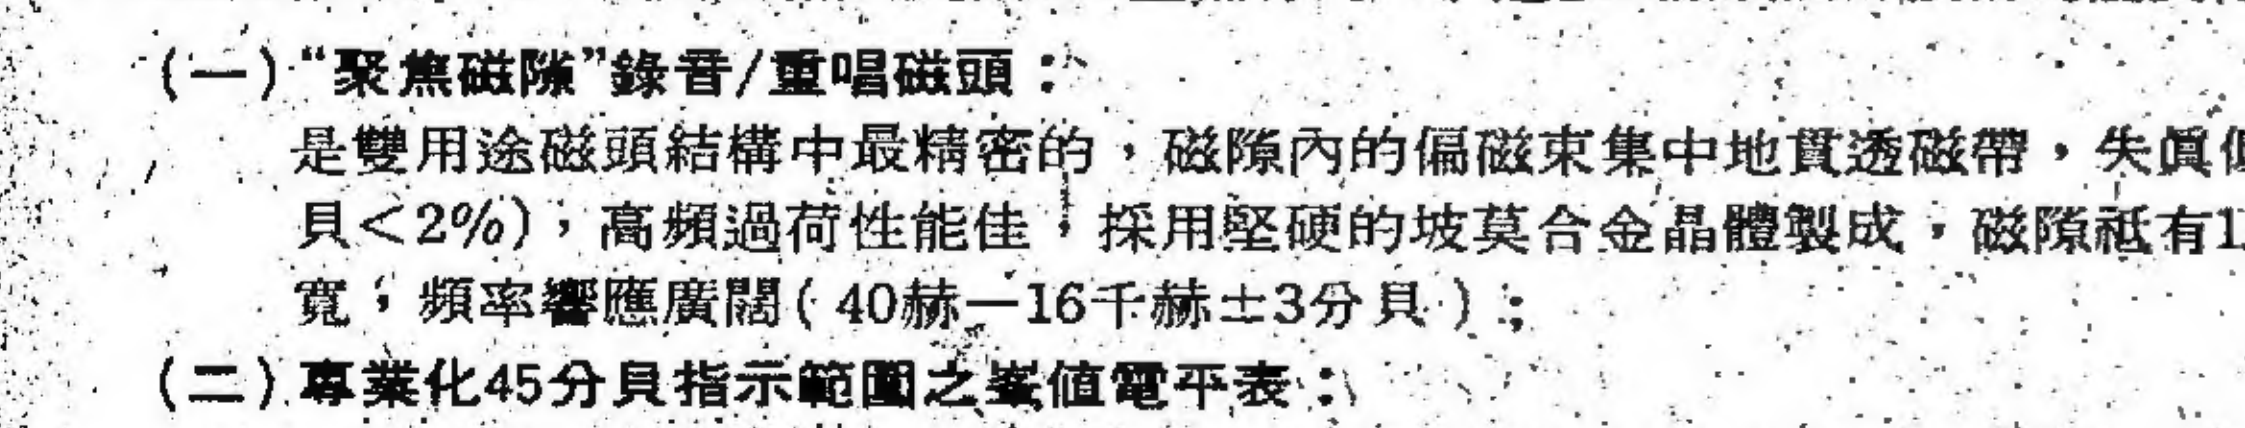 (一)“聚焦磁隙”錄音/重唱磁頭：
是雙用途磁頭結構中最精密的，磁隙內的偏磁束集中地貫透磁帶，失眞
貝＜2%)，高頻過荷性能佳，採用堅硬的坡莫合金晶體製成，磁隙祗有1
寬，頻率響應廣闊(40赫—16千赫±3分貝)；
(二)專業化45分貝指示範圍之峯值電平表：